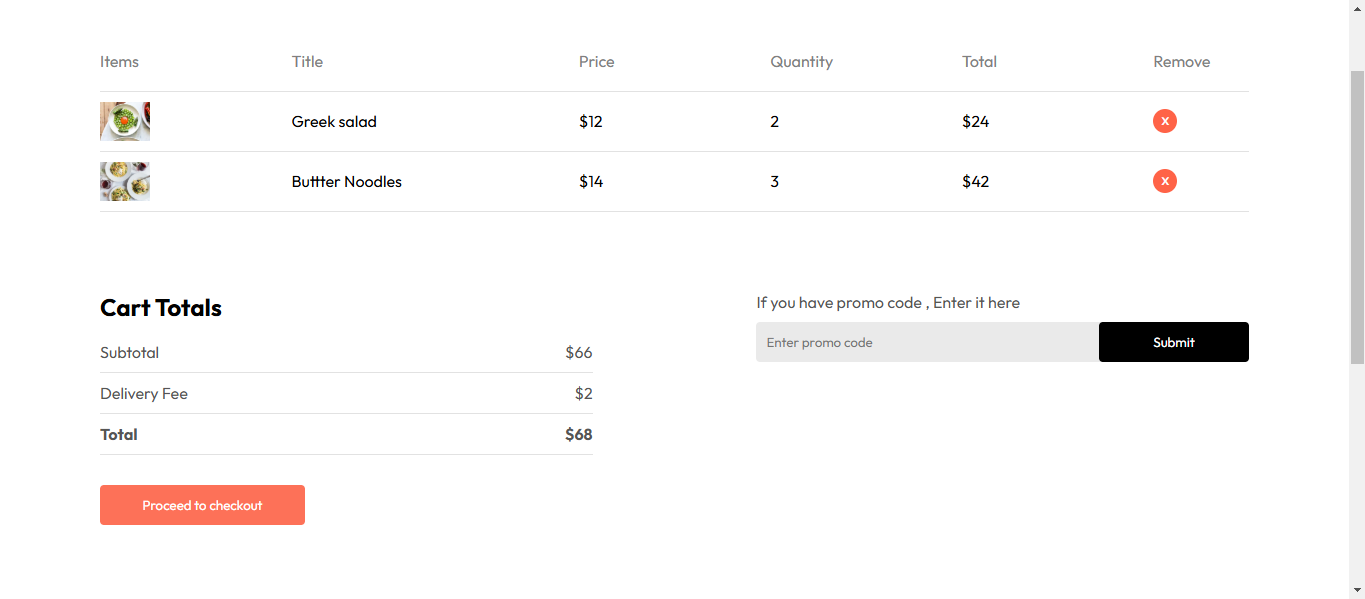 Items Title Price Quantity Total Remove
Greek salad $12 2 $24 x
Buttter Noodles $14 3 $42 x
Cart Totals
Subtotal $66
Delivery Fee $2
Total $68
Proceed to checkout
If you have promo code , Enter it here
Enter promo code Submit